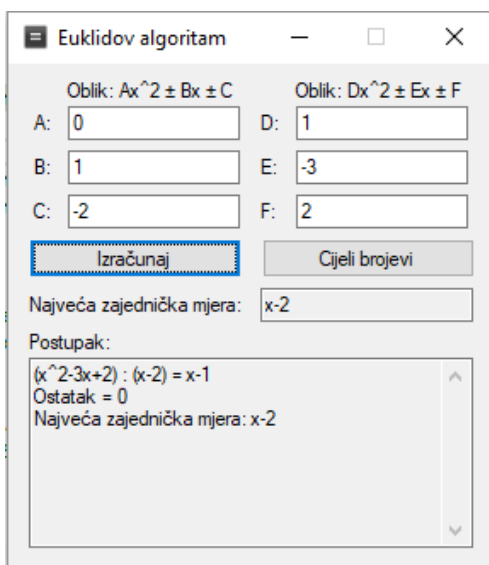 Euklidov algoritam
Oblik: Ax^2 ± Bx ± C Oblik: Dx^2 ± Ex ± F
A: 0 D: 1
B: 1 E: -3
C: -2 F: 2
Izračunaj Cijeli brojevi
Najveća zajednička mjera: x-2
Postupak:
(x^2-3x+2) : (x-2) = x-1
Ostatak = 0
Najveća zajednička mjera: x-2